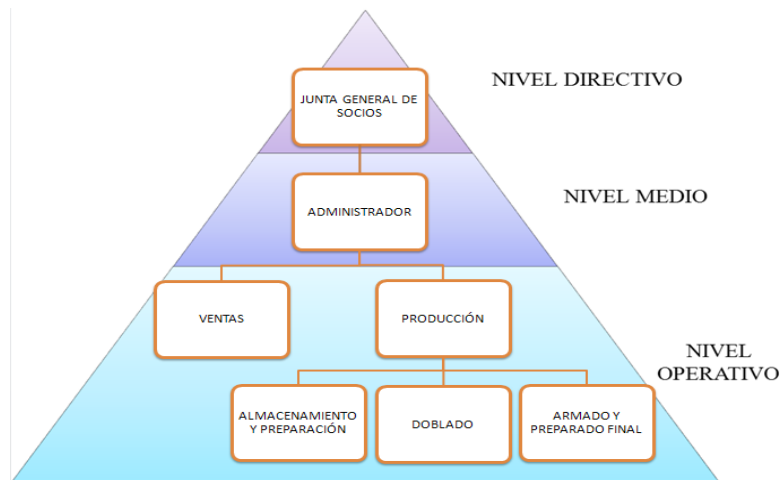 NIVEL DIRECTIVO
JUNTA GENERAL DE
SOCIOS
NIVEL MEDIO
ADMINISTRADOR
VENTAS
PRODUCCIÓN
NIVEL
OPERATIVO
ALMACENAMIENTO
Y PREPARACIÓN
DOBLADO
ARMADO Y
PREPARADO FINAL